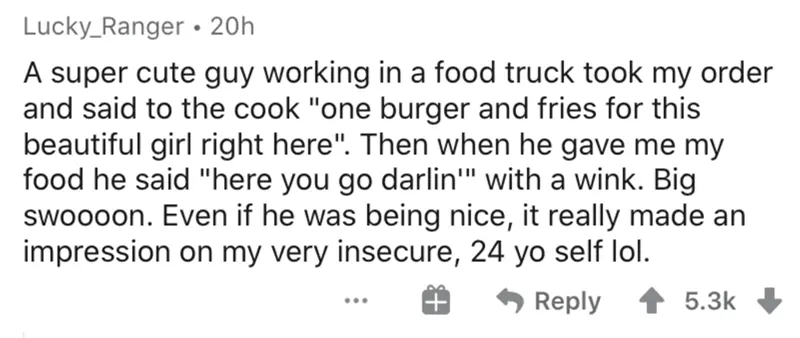 Lucky_Ranger • 20h
A super cute guy working in a food truck took my order
and said to the cook "one burger and fries for this
beautiful girl right here". Then when he gave me my
food he said "here you go darlin'" with a wink. Big
swoooon. Even if he was being nice, it really made an
impression on my very insecure, 24 yo self lol.
... Reply 5.3k